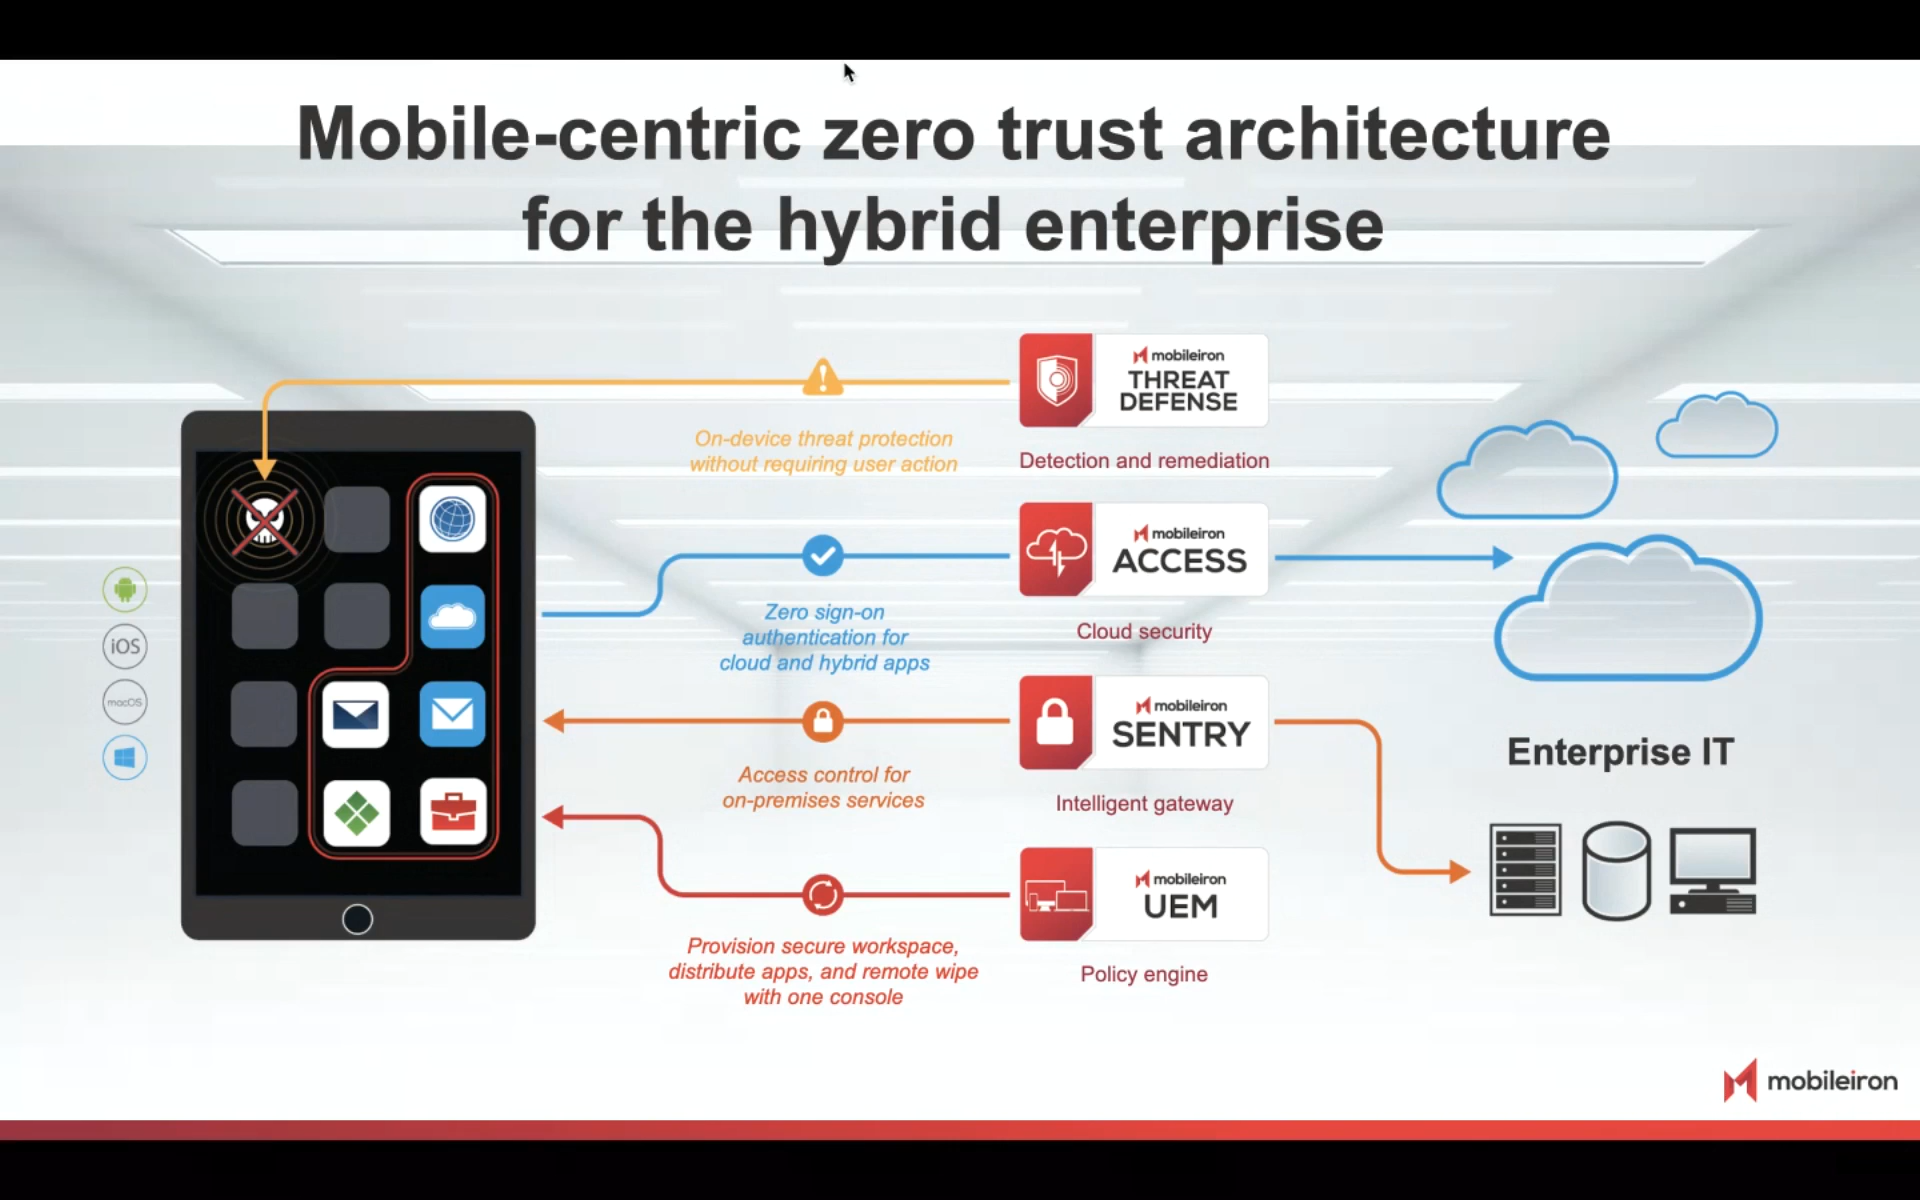 Mobile-centric zero trust architecture
for the hybrid enterprise
mobileiron
THREAT
DEFENSE
On-device threat protection
without requiring user action
Detection and remediation
mobileiron
ACCESS
Zero sign-on
authentication for
cloud and hybrid apps
Cloud security
iOS
macOS
mobileiron
SENTRY
Access control for
on-premises services
Intelligent gateway
Enterprise IT
mobileiron
UEM
Provision secure workspace,
distribute apps, and remote wipe
with one console
Policy engine
mobileiron